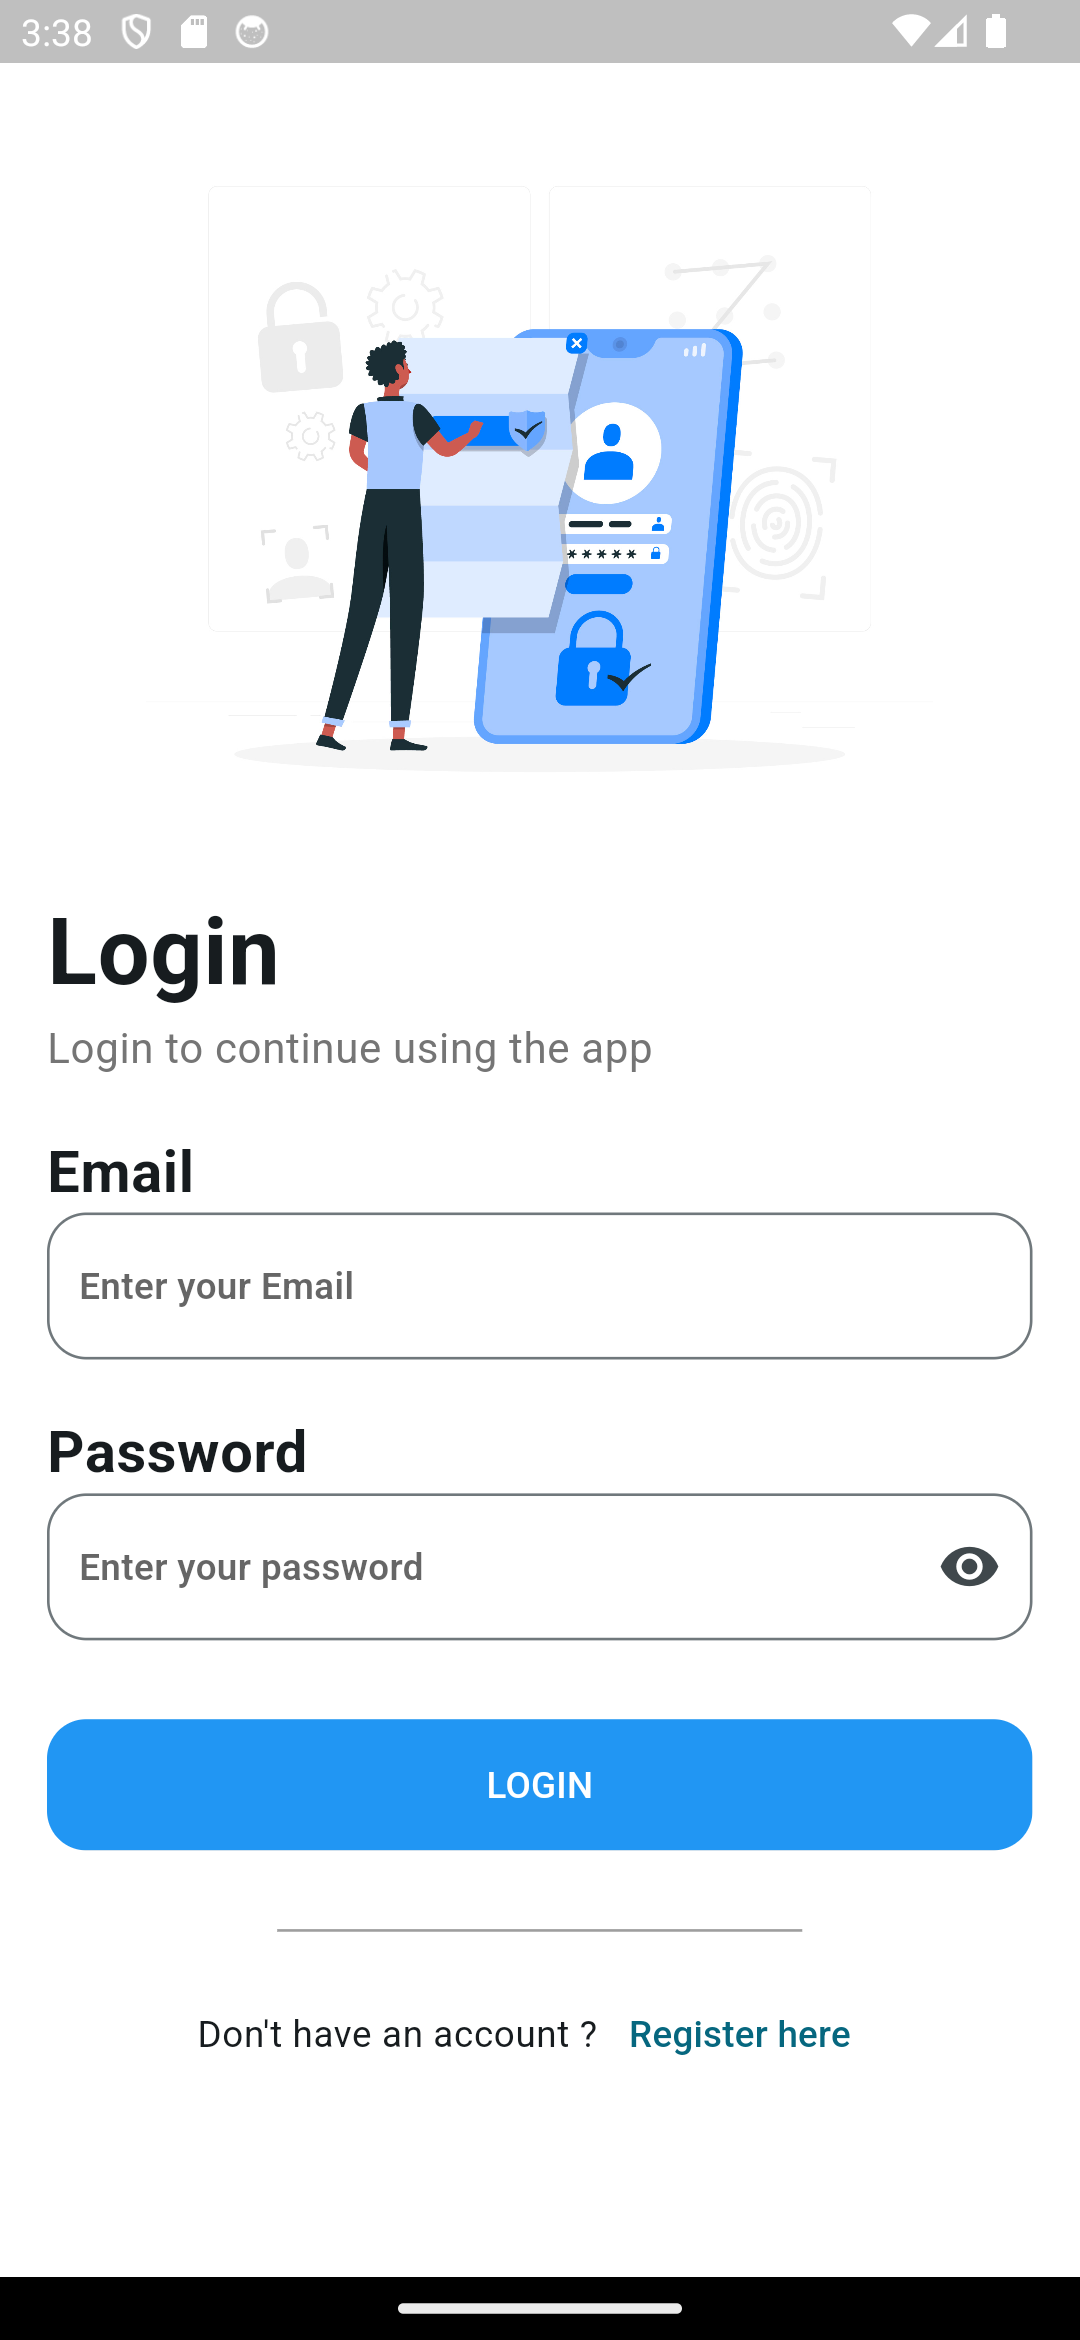 3:38
* * * * *
Login
Login to continue using the app
Email
Enter your Email
Password
Enter your password
LOGIN
Don't have an account ? Register here